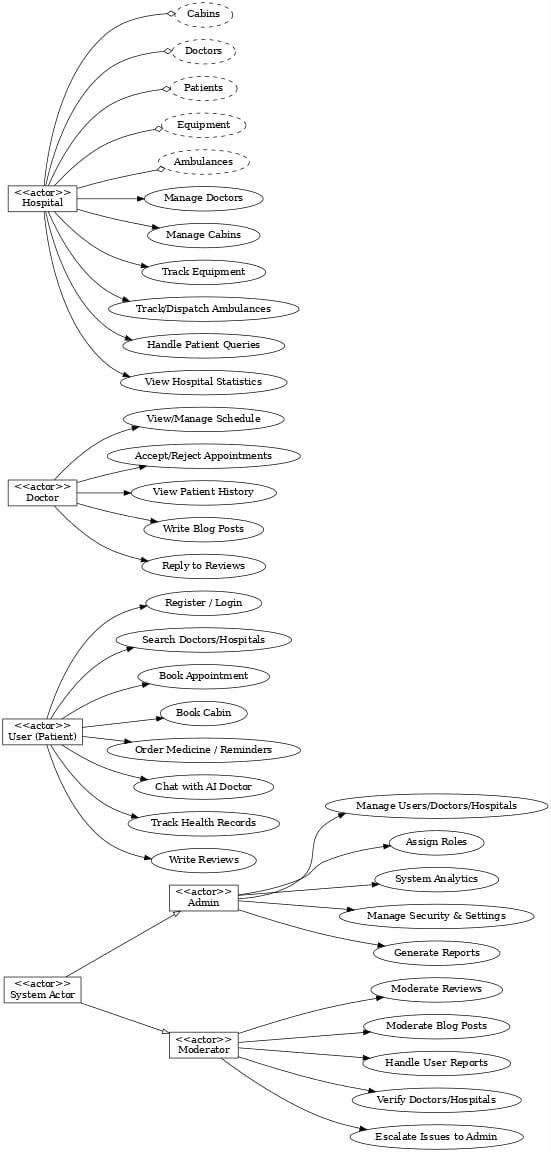 Cabins
Doctors
Patients
Equipment
Ambulances
<<actor>>
Hospital
Manage Doctors
Manage Cabins
Track Equipment
Track/Dispatch Ambulances
Handle Patient Queries
View Hospital Statistics
View/Manage Schedule
Accept/Reject Appointments
<<actor>>
Doctor
View Patient History
Write Blog Posts
Reply to Reviews
Register / Login
Search Doctors/Hospitals
Book Appointment
Book Cabin
<<actor>>
User (Patient)
Order Medicine / Reminders
Chat with AI Doctor
Track Health Records
Write Reviews
Manage Users/Doctors/Hospitals
Assign Roles
System Analytics
<<actor>>
Admin
Manage Security & Settings
Generate Reports
<<actor>>
System Actor
Moderate Reviews
Moderate Blog Posts
<<actor>>
Moderator
Handle User Reports
Verify Doctors/Hospitals
Escalate Issues to Admin